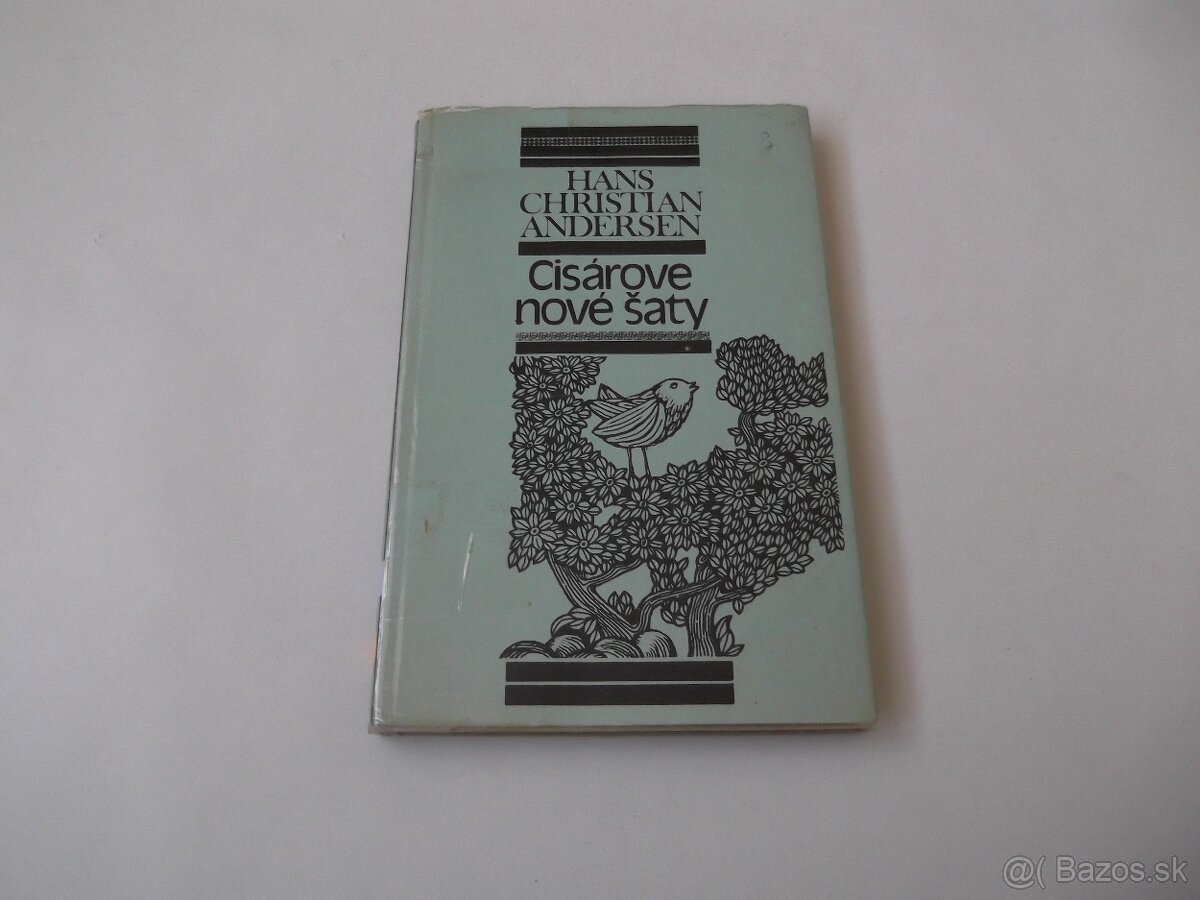 HANS
CHRISTIAN
ANDERSEN
Cisárove
nové šaty
@( Bazos.sk